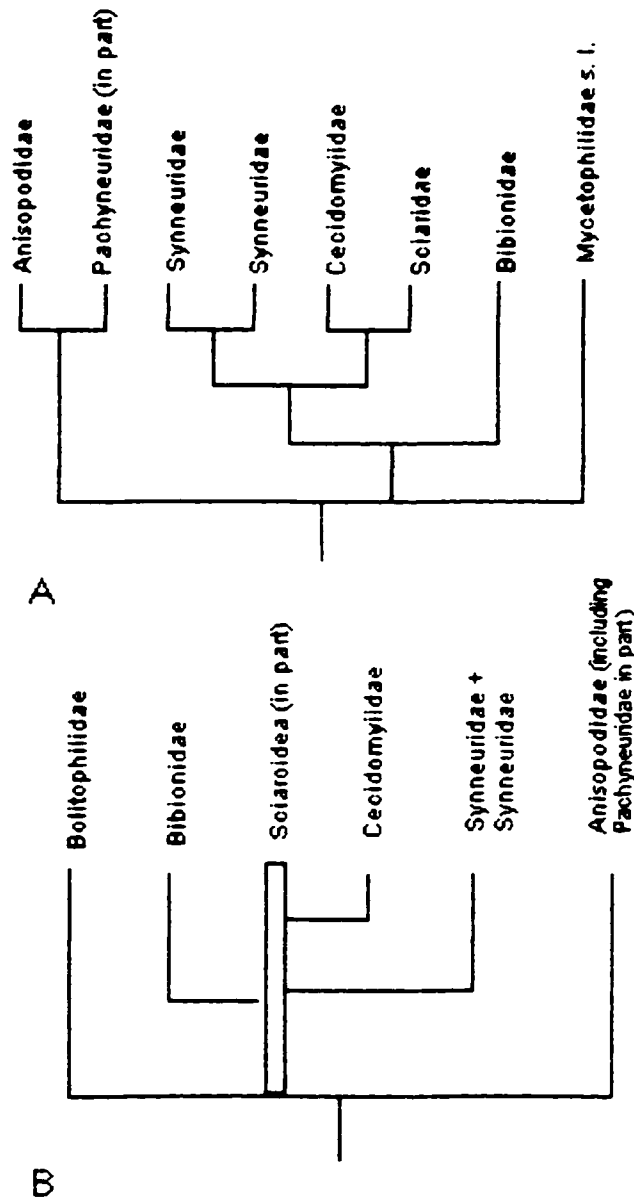 A
Anisopodidae
Pachyneuridae (in part)
Synneuridae
Synneuridae
Cecidomyiidae
Sciaridae
Bibionidae
Mycetophilidae s. l.
B
Bolitophilidae
Bibionidae
Sciaroidea (in part)
Cecidomyiidae
Synneuridae +
Synneuridae
Anisopodidae (including
Pachyneuridae in part)